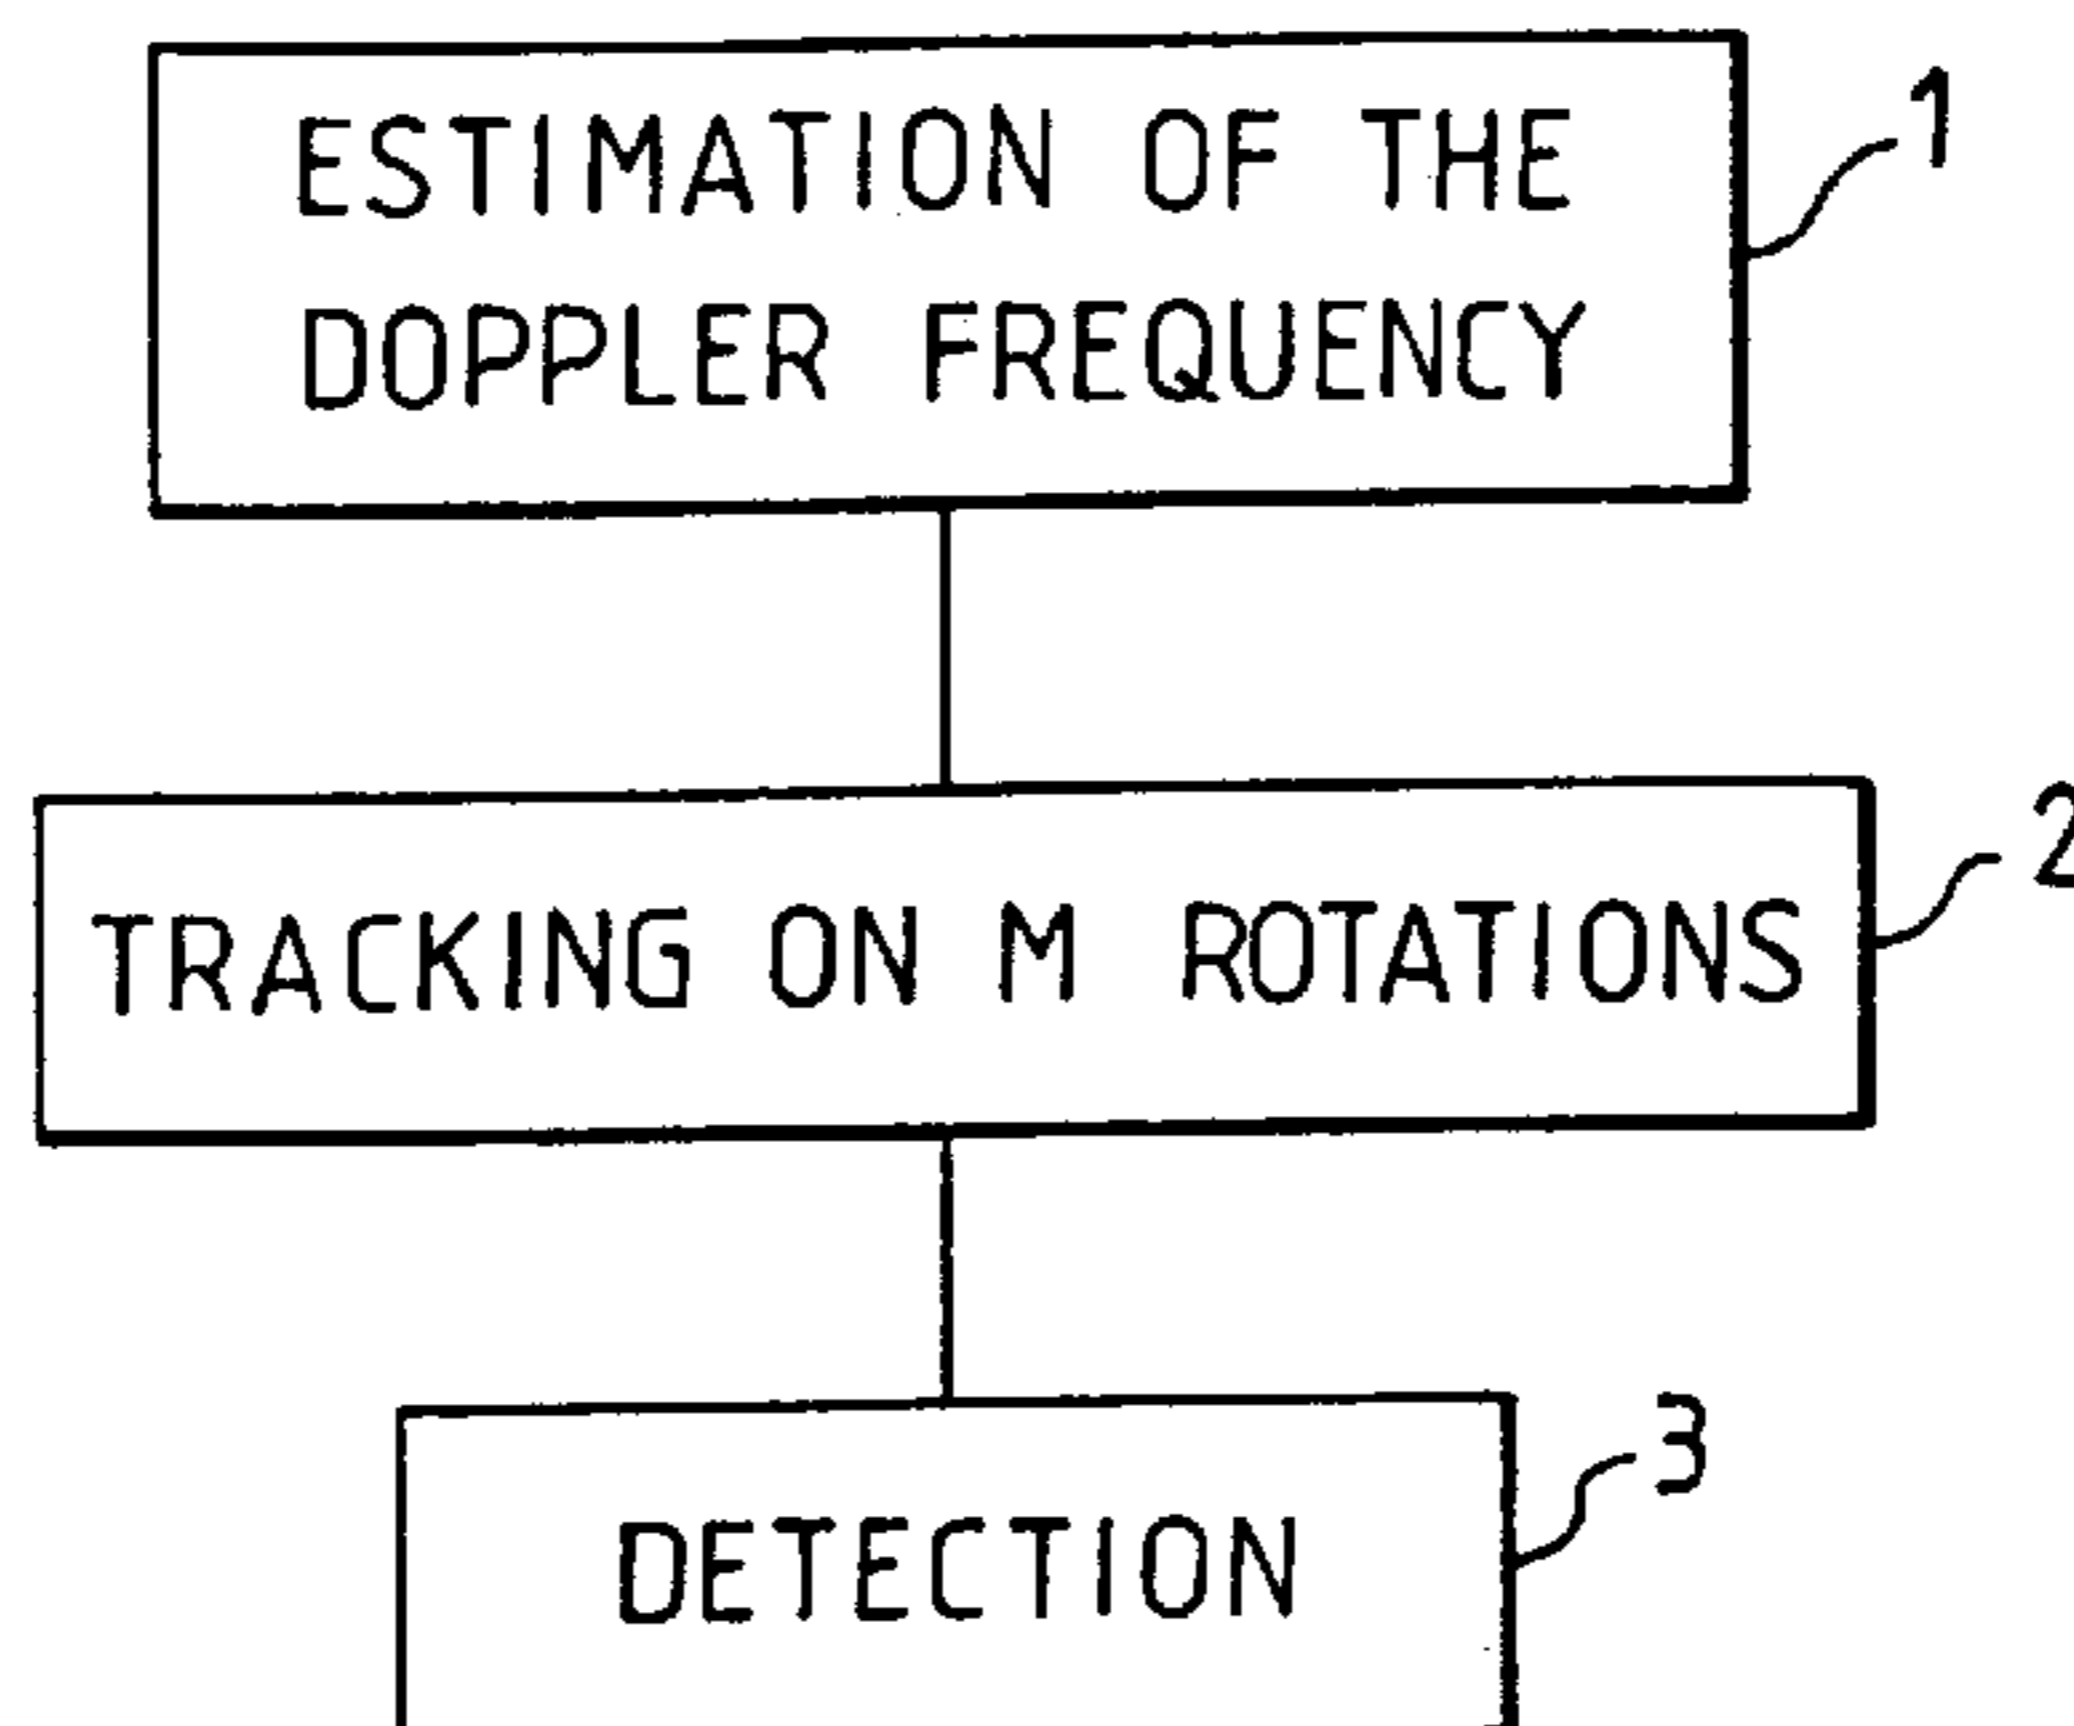 ESTIMATION OF THE
DOPPLER FREQUENCY
1
TRACKING ON M ROTATIONS
2
DETECTION
3